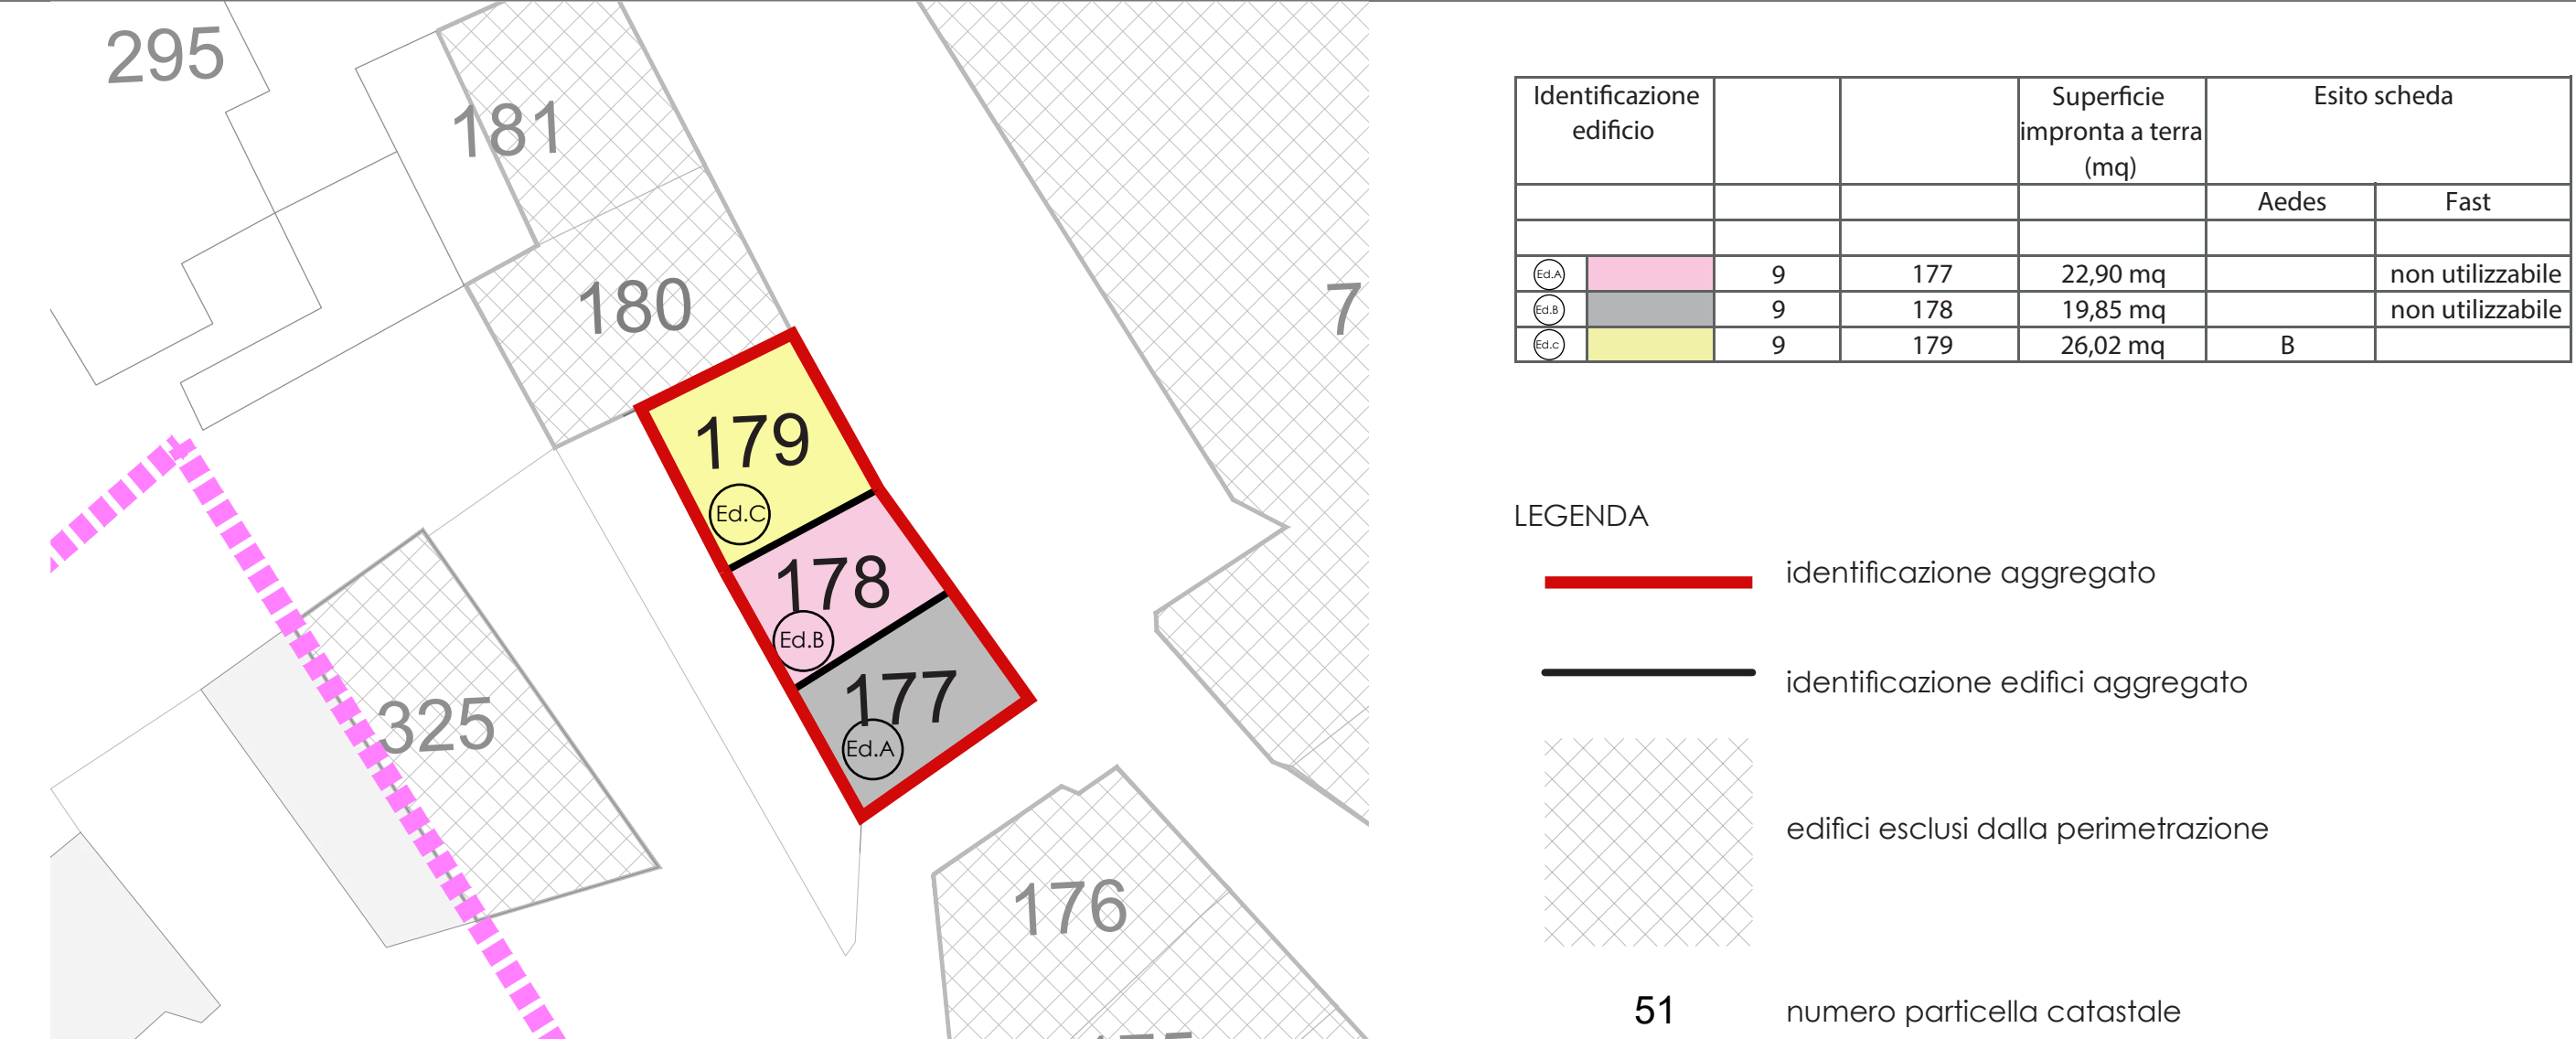 295
181
180
7
179
Ed.C
178
Ed.B
177
Ed.A
325
176
Identificazione edificio
Superficie impronta a terra (mq)
Esito scheda
Aedes Fast
Ed.A 9 177 22,90 mq non utilizzabile
Ed.B 9 178 19,85 mq non utilizzabile
Ed.c 9 179 26,02 mq B
LEGENDA
identificazione aggregato
identificazione edifici aggregato
edifici esclusi dalla perimetrazione
51 numero particella catastale